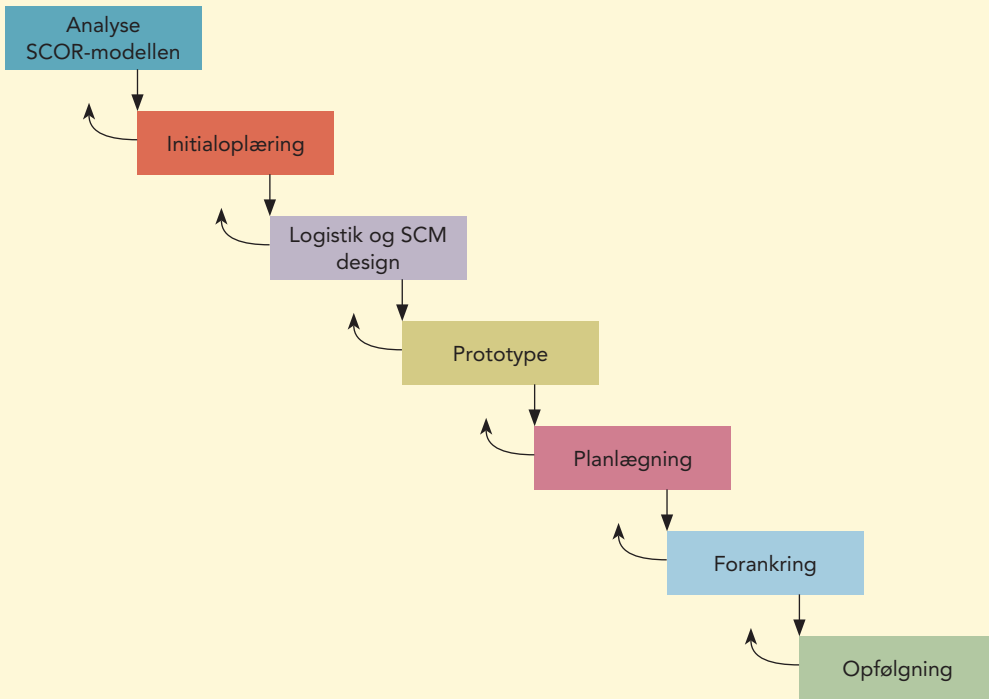 Analyse
SCOR-modellen
Initialoplæring
Logistik og SCM
design
Prototype
Planlægning
Forankring
Opfølgning